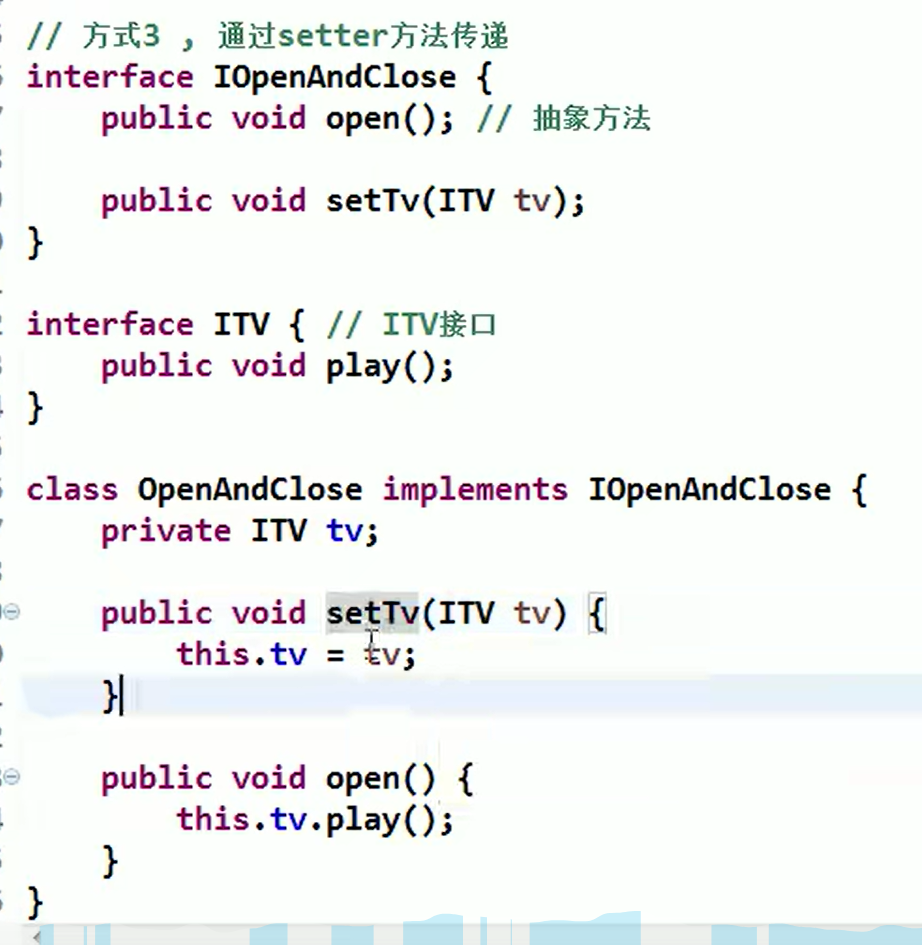 // 方式3 , 通过setter方法传递
interface IOpenAndClose {
public void open(); // 抽象方法
public void setTv(ITV tv);
}
interface ITV { // ITV接口
public void play();
}
class OpenAndClose implements IOpenAndClose {
private ITV tv;
public void setTv(ITV tv) {
this.tv = tv;
}
public void open() {
this.tv.play();
}
}